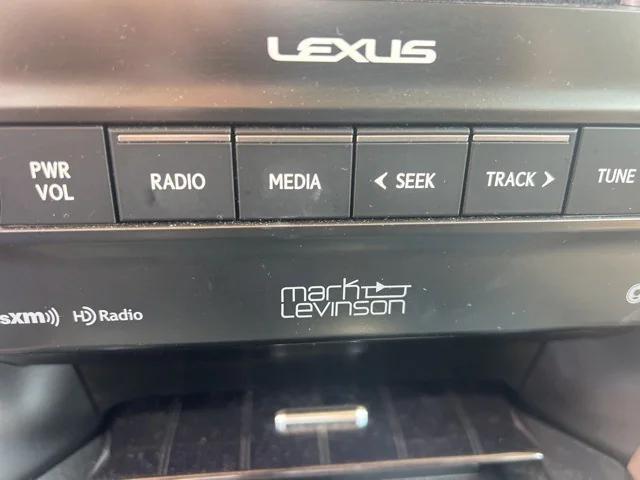 LEXUS
PWR VOL RADIO MEDIA < SEEK TRACK > TUNE
sxm HD Radio mark Levinson